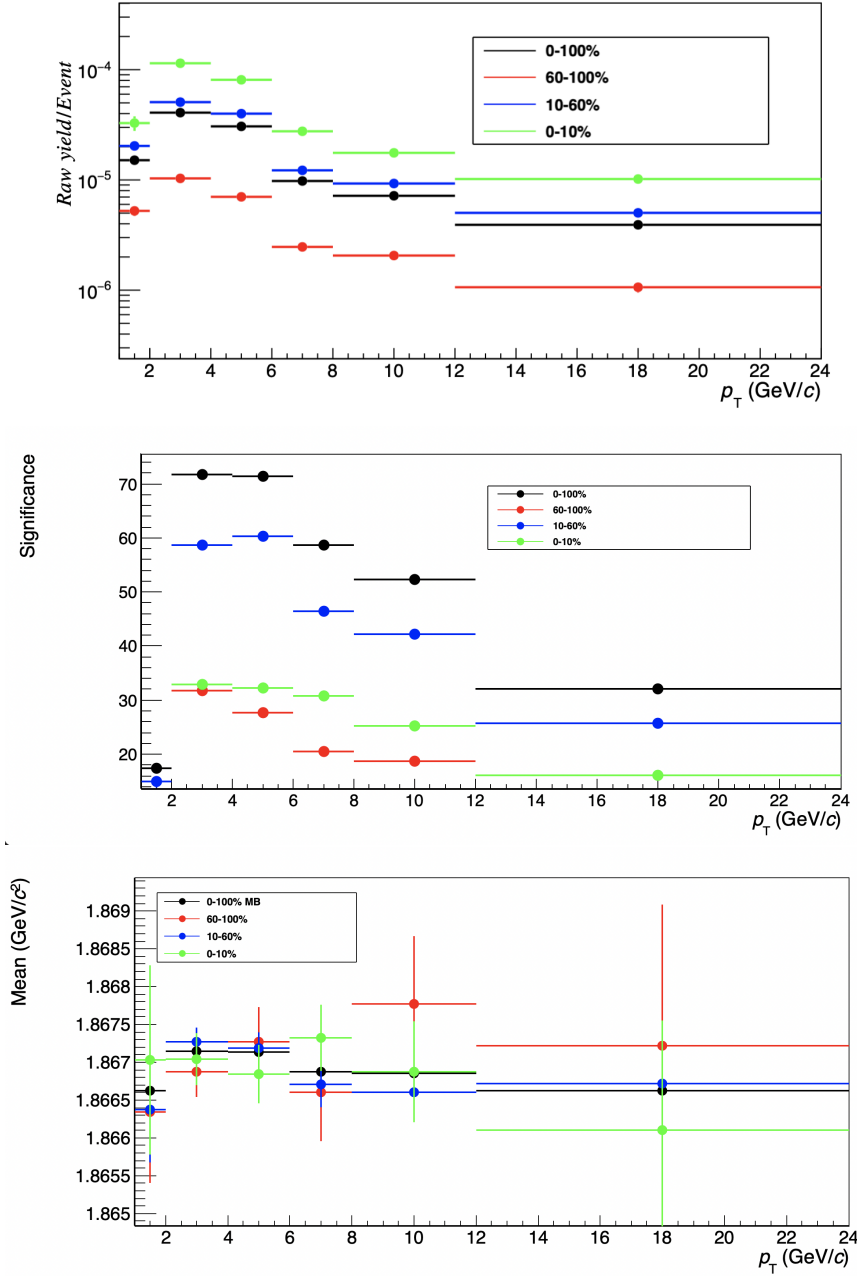 Raw yield/Event
10⁻⁴
10⁻⁵
10⁻⁶
0-100%
60-100%
10-60%
0-10%
2 4 6 8 10 12 14 16 18 20 22 24
p_T (GeV/c)
Significance
70
60
50
40
30
20
0-100%
60-100%
10-60%
0-10%
2 4 6 8 10 12 14 16 18 20 22 24
p_T (GeV/c)
Mean (GeV/c²)
1.869
1.8685
1.868
1.8675
1.867
1.8665
1.866
1.8655
1.865
0-100% MB
60-100%
10-60%
0-10%
2 4 6 8 10 12 14 16 18 20 22 24
p_T (GeV/c)